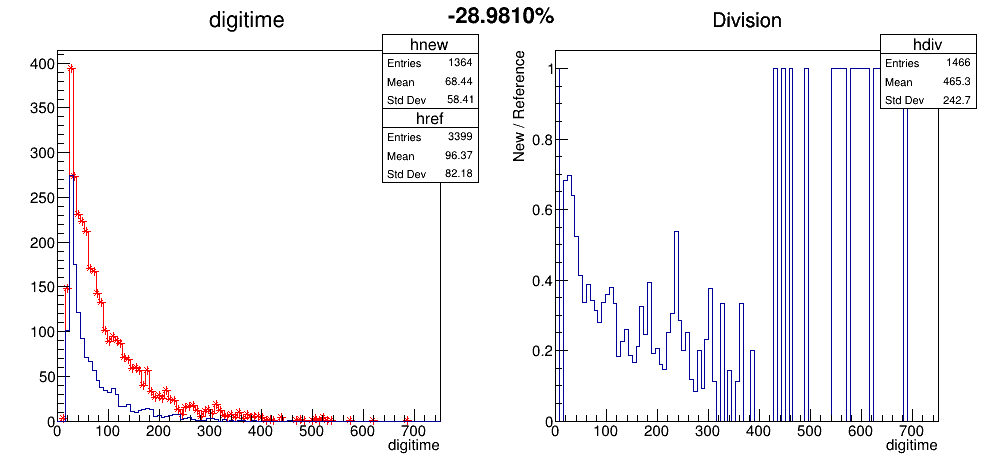 -28.9810%
digitime
hnew
Entries 1364
Mean 68.44
Std Dev 58.41
href
Entries 3399
Mean 96.37
Std Dev 82.18
400
350
300
250
200
150
100
50
0
0 100 200 300 400 500 600 700
digitime
Division
hdiv
Entries 1466
Mean 465.3
Std Dev 242.7
New / Reference
1
0.8
0.6
0.4
0.2
0
0 100 200 300 400 500 600 700
digitime